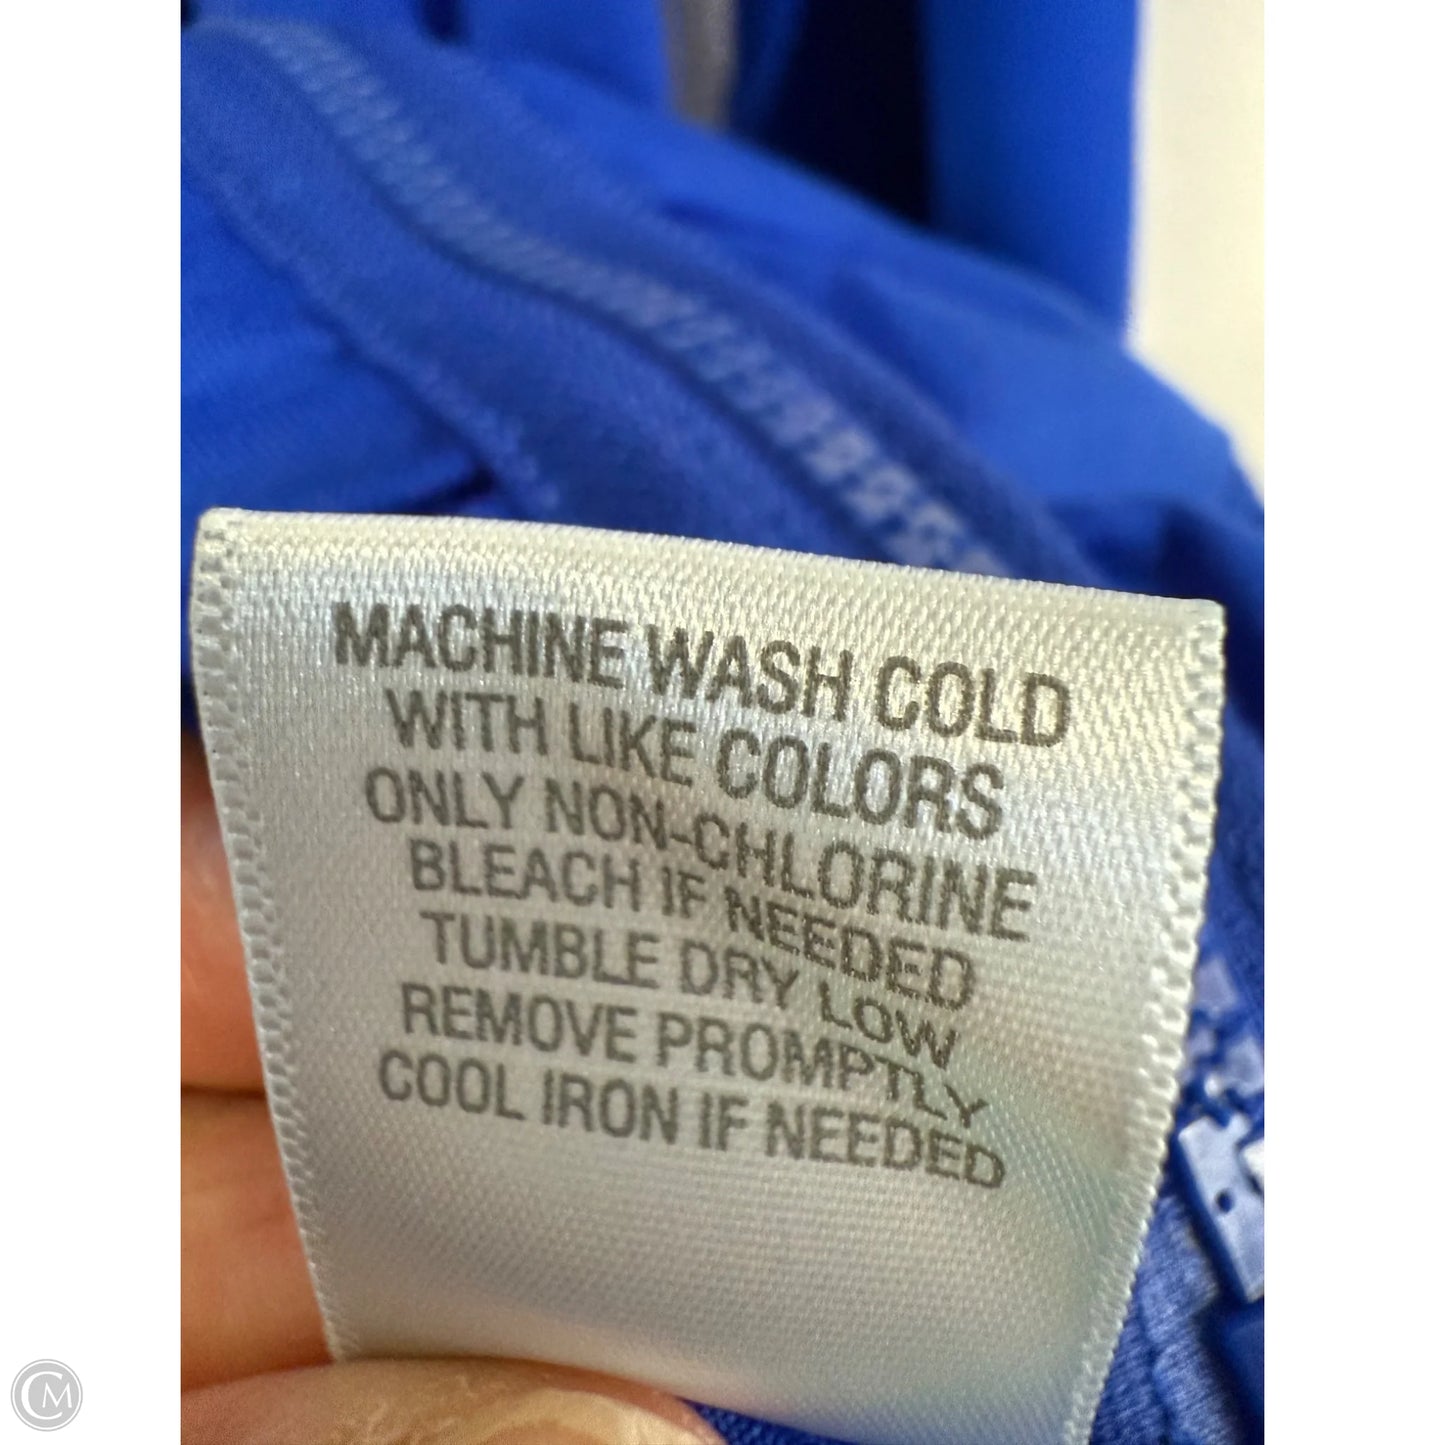 MACHINE WASH COLD
WITH LIKE COLORS
ONLY NON-CHLORINE
BLEACH IF NEEDED
TUMBLE DRY LOW
REMOVE PROMPTLY
COOL IRON IF NEEDED
CM